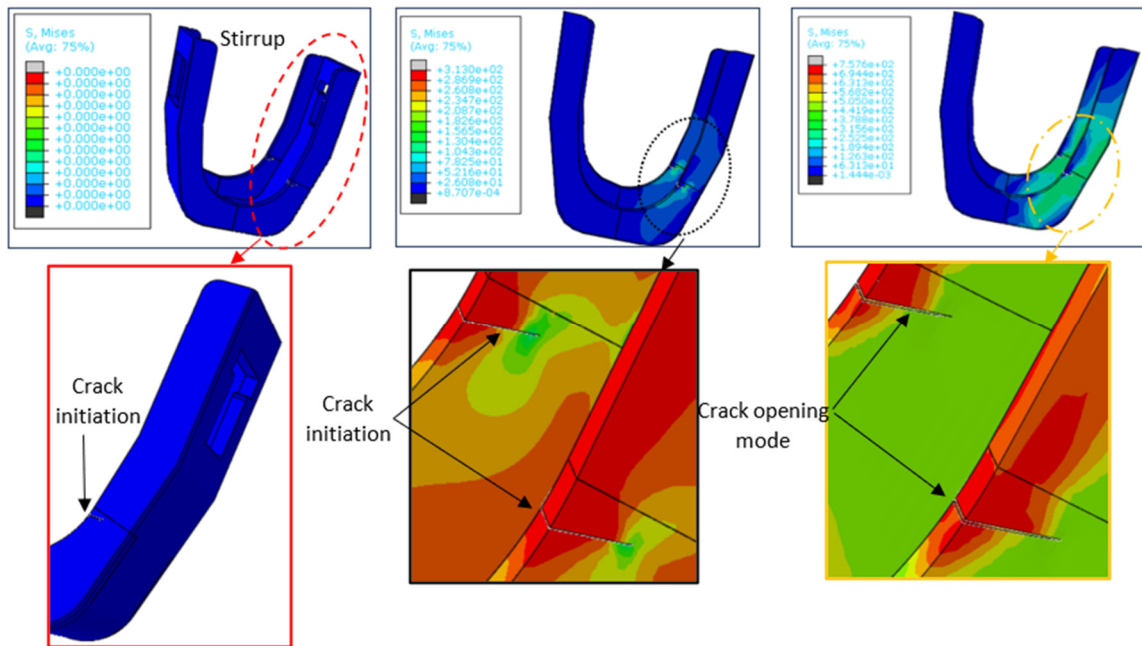 S, Mises
(Avg: 75%)
+0.000e+00
+0.000e+00
+0.000e+00
+0.000e+00
+0.000e+00
+0.000e+00
+0.000e+00
+0.000e+00
+0.000e+00
+0.000e+00
+0.000e+00
+0.000e+00
Stirrup
S, Mises
(Avg: 75%)
+3.130e+02
+2.869e+02
+2.608e+02
+2.347e+02
+2.087e+02
+1.826e+02
+1.565e+02
+1.304e+02
+1.043e+02
+7.825e+01
+5.216e+01
+2.608e+01
+8.707e-04
S, Mises
(Avg: 75%)
+7.576e+02
+6.944e+02
+6.313e+02
+5.682e+02
+5.050e+02
+4.419e+02
+3.788e+02
+3.156e+02
+2.525e+02
+1.894e+02
+1.263e+02
+6.313e+01
+1.444e-03
Crack
initiation
Crack
initiation
Crack opening
mode